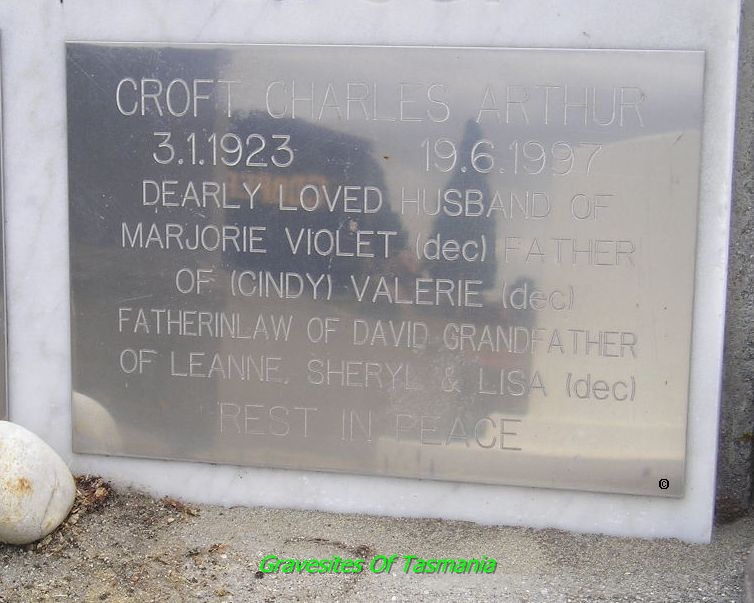 CROFT CHARLES ARTHUR
3.1.1923 19.6.1997
DEARLY LOVED HUSBAND OF
MARJORIE VIOLET (dec) FATHER
OF (CINDY) VALERIE (dec)
FATHERINLAW OF DAVID GRANDFATHER
OF LEANNE, SHERYL & LISA (dec)
REST IN PEACE
©
Gravesites Of Tasmania